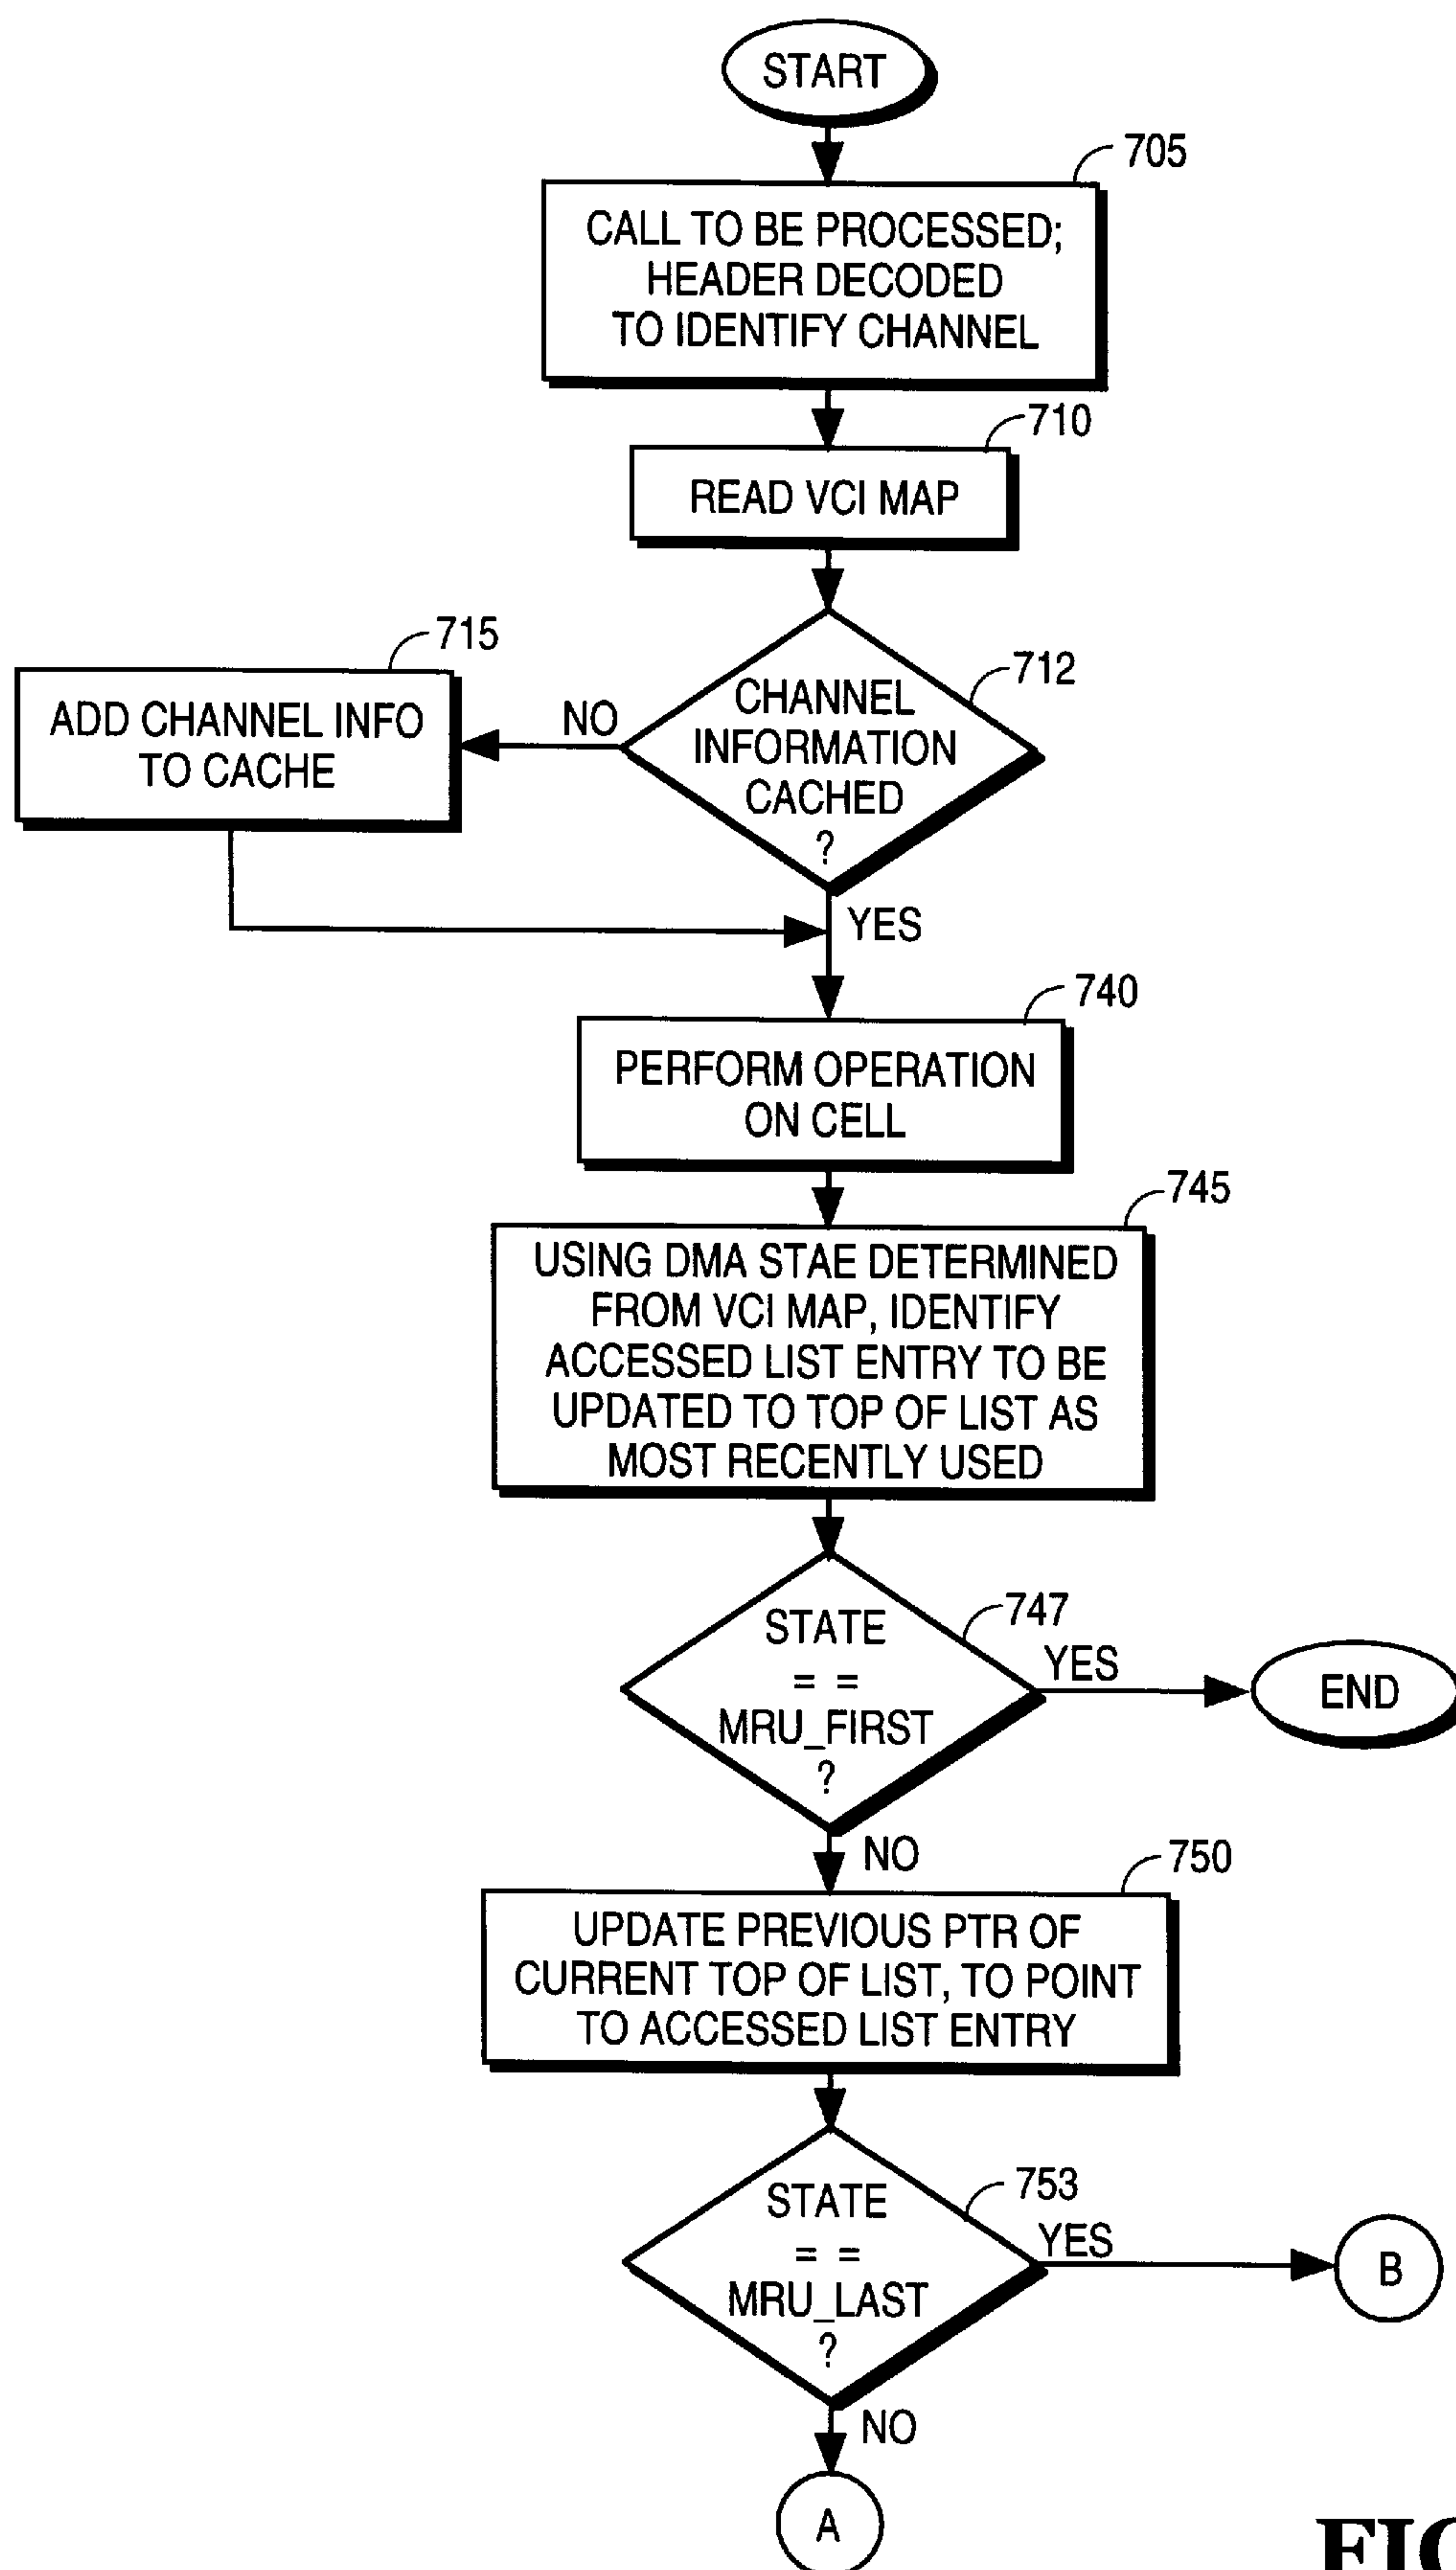 START
705
CALL TO BE PROCESSED;
HEADER DECODED
TO IDENTIFY CHANNEL
710
READ VCI MAP
715
ADD CHANNEL INFO
TO CACHE
NO
712
CHANNEL
INFORMATION
CACHED
?
YES
740
PERFORM OPERATION
ON CELL
745
USING DMA STAE DETERMINED
FROM VCI MAP, IDENTIFY
ACCESSED LIST ENTRY TO BE
UPDATED TO TOP OF LIST AS
MOST RECENTLY USED
747
STATE
= =
MRU_FIRST
?
YES
END
NO
750
UPDATE PREVIOUS PTR OF
CURRENT TOP OF LIST, TO POINT
TO ACCESSED LIST ENTRY
753
STATE
= =
MRU_LAST
?
YES
B
NO
A